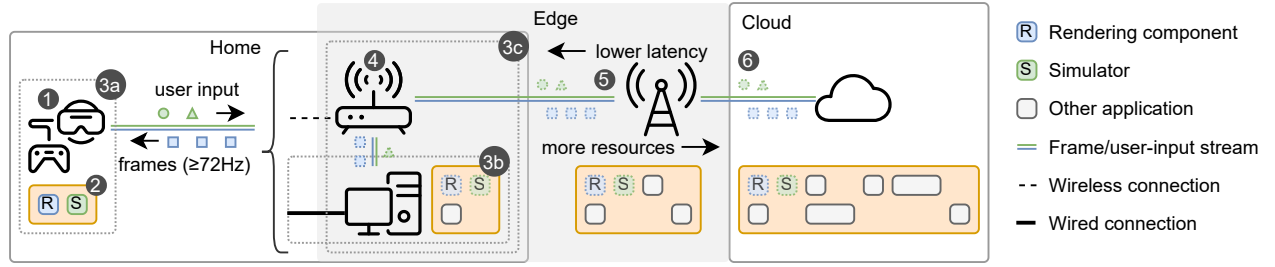 Home
Edge
Cloud
3a
1
user input
frames (≥72Hz)
2
R S
4
3c
3b
R S
lower latency
5
more resources
R S
6
R S
R Rendering component
S Simulator
Other application
Frame/user-input stream
Wireless connection
Wired connection